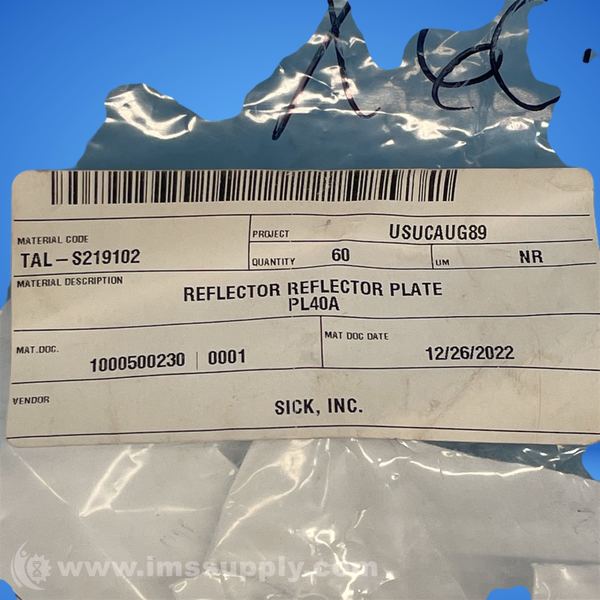 MATERIAL CODE
TAL-S219102
PROJECT USUCAUG89
QUANTITY 60 UM NR
MATERIAL DESCRIPTION
REFLECTOR REFLECTOR PLATE
PL40A
MAT.DOC. 1000500230 | 0001
MAT DOC DATE
12/26/2022
VENDOR
SICK, INC.
www.imssupply.com